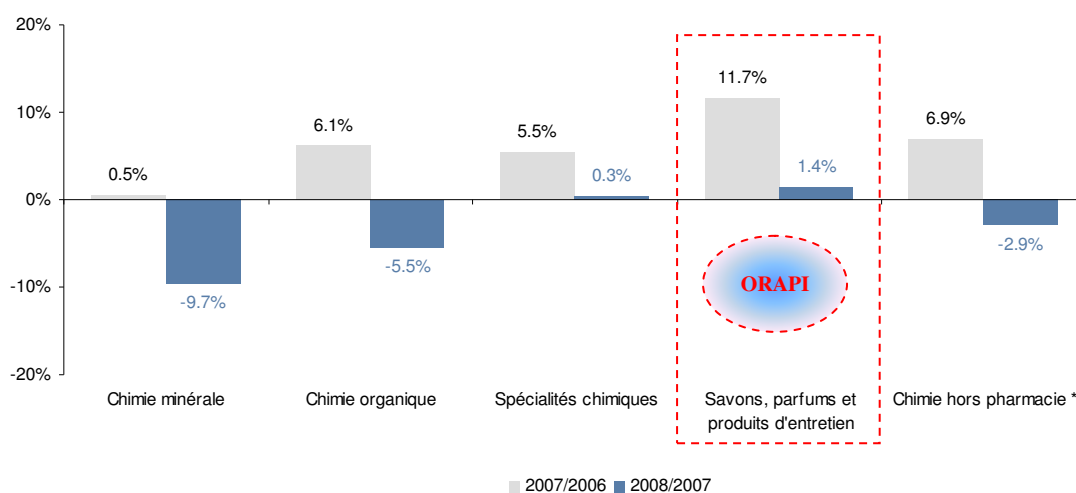 20%
10%
0%
-10%
-20%
0.5%
-9.7%
6.1%
-5.5%
5.5%
0.3%
11.7%
1.4%
6.9%
-2.9%
ORAPI
Chimie minérale
Chimie organique
Spécialités chimiques
Savons, parfums et
produits d'entretien
Chimie hors pharmacie *
2007/2006 2008/2007